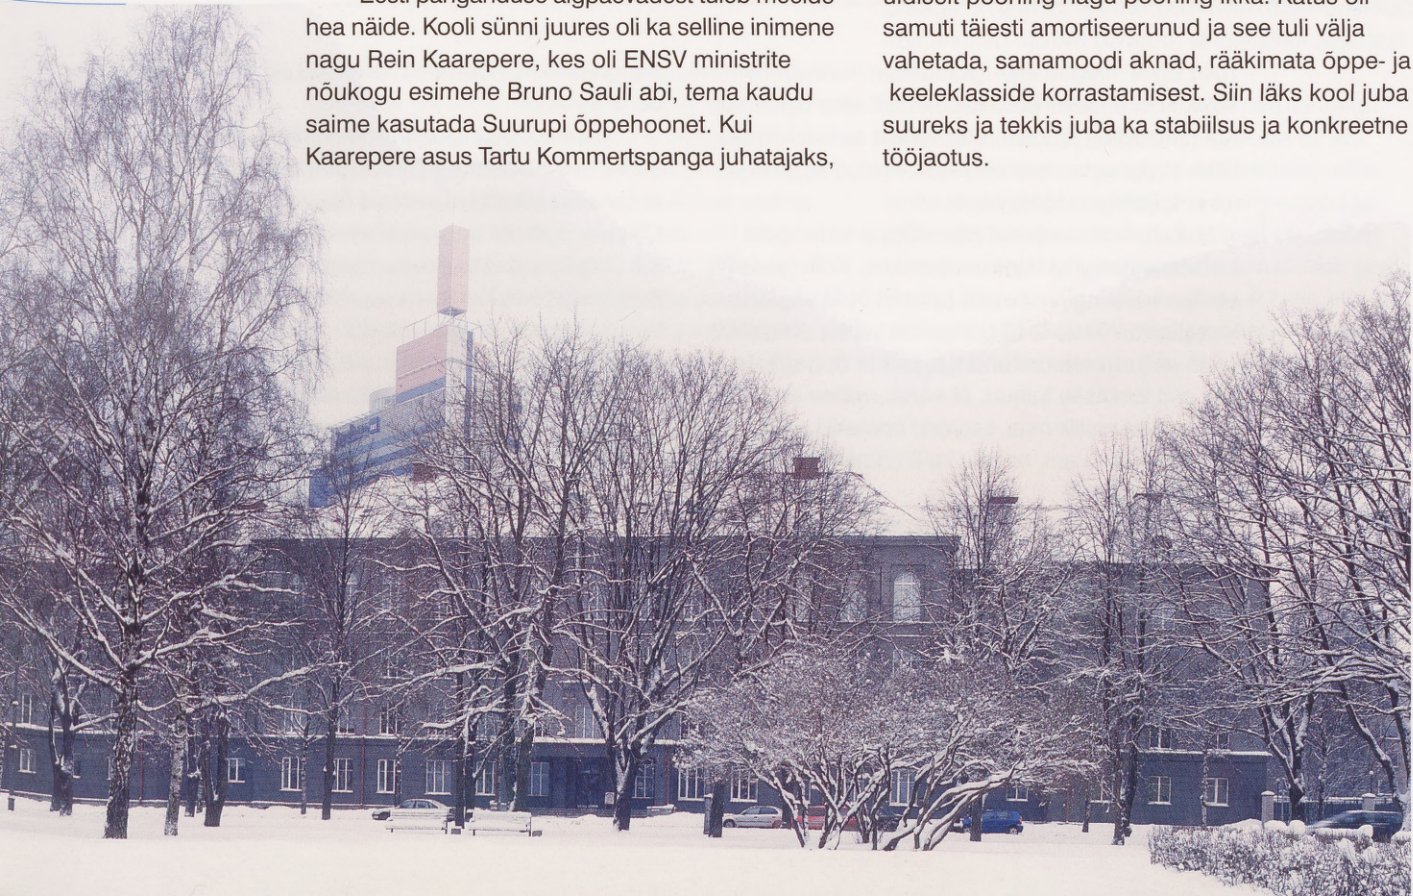 hea näide. Kooli sünni juures oli ka selline inimene
nagu Rein Kaarepere, kes oli ENSV ministrite
nõukogu esimehe Bruno Sauli abi, tema kaudu
saime kasutada Suurupi õppehoonet. Kui
Kaarepere asus Tartu Kommertspanga juhatajaks,
samuti täiesti amortiseerunud ja see tuli välja
vahetada, samamoodi aknad, rääkimata õppe- ja
keeleklasside korrastamisest. Siin läks kool juba
suureks ja tekkis juba ka stabiilsus ja konkreetne
tööjaotus.